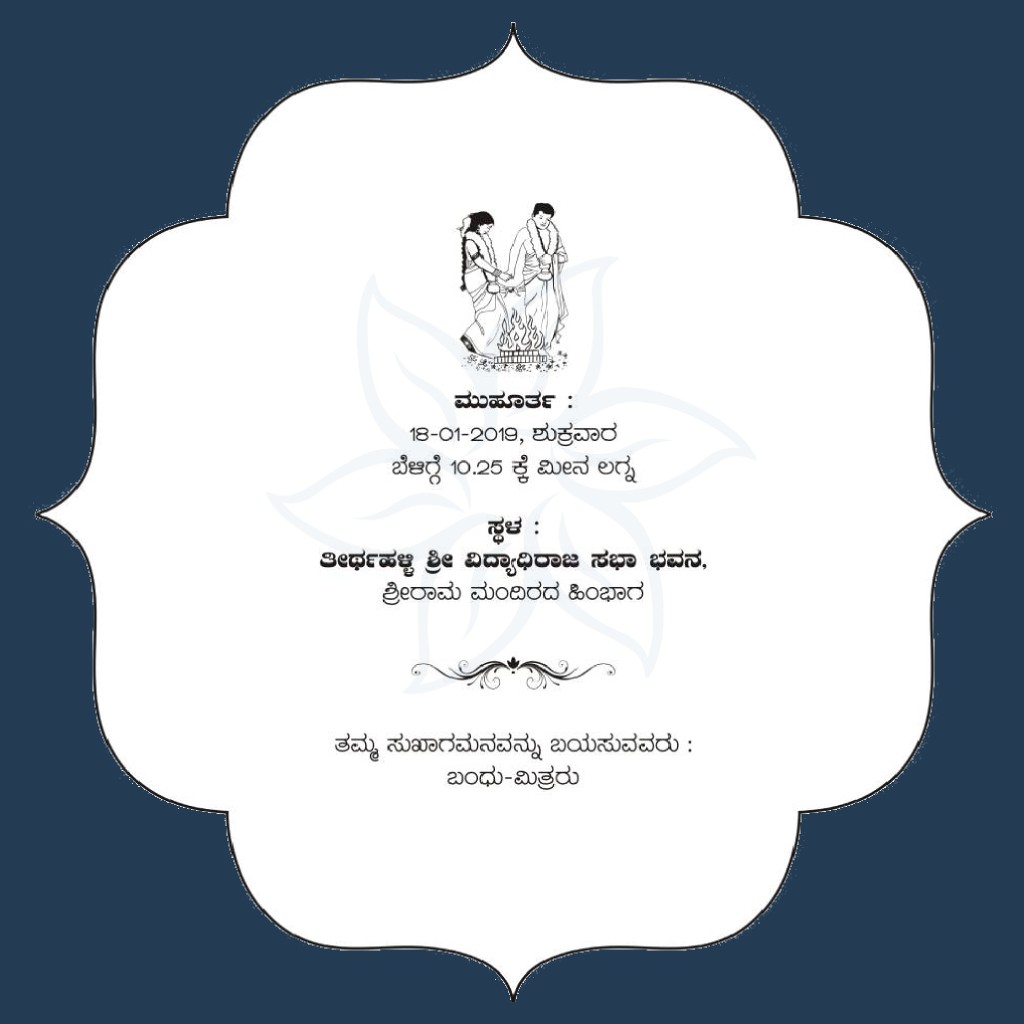 ಮುಹೂರ್ತ :
18-01-2019, ಶುಕ್ರವಾರ
ಬೆಳಿಗ್ಗೆ 10.25 ಕ್ಕೆ ಮೀನ ಲಗ್ನ
ಸ್ಥಳ :
ತೀರ್ಥಹಳ್ಳಿ ಶ್ರೀ ವಿದ್ಯಾಧಿರಾಜ ಸಭಾ ಭವನ,
ಶ್ರೀರಾಮ ಮಂದಿರದ ಹಿಂಭಾಗ
ತಮ್ಮ ಸುಖಾಗಮನವನ್ನು ಬಯಸುವವರು :
ಬಂಧು-ಮಿತ್ರರು